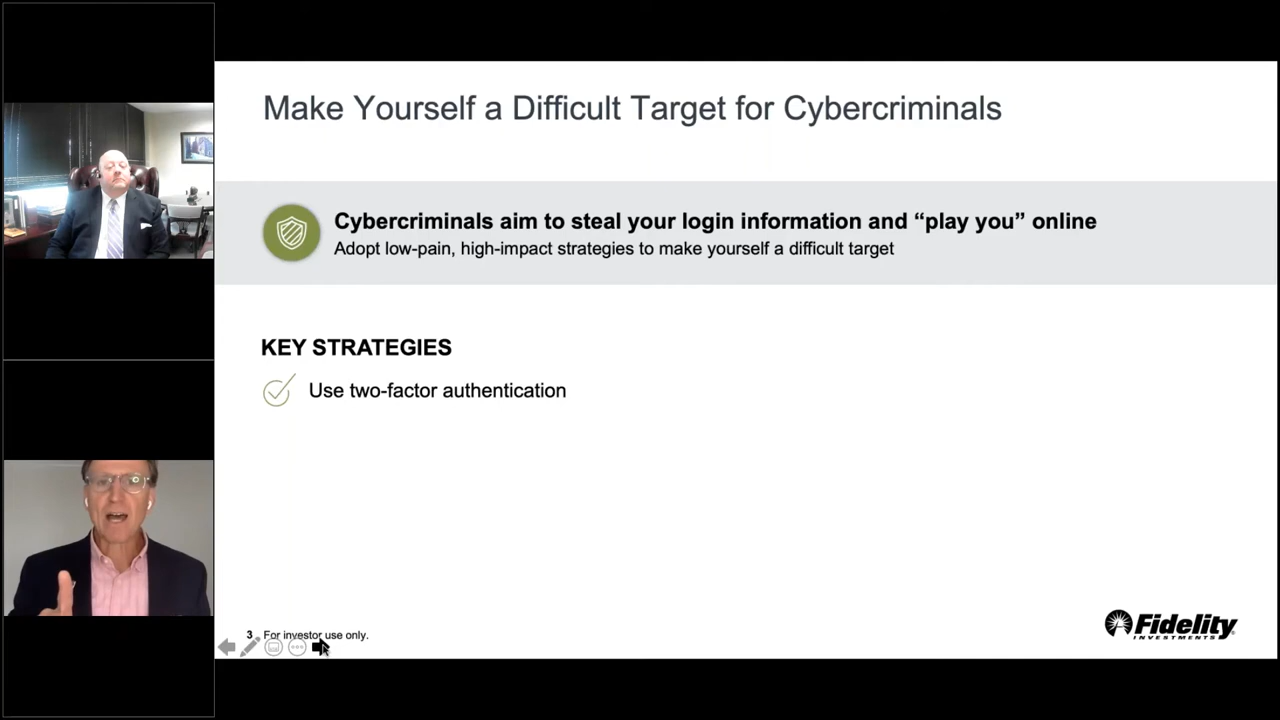 Make Yourself a Difficult Target for Cybercriminals
Cybercriminals aim to steal your login information and “play you” online
Adopt low-pain, high-impact strategies to make yourself a difficult target
KEY STRATEGIES
Use two-factor authentication
3 For investor use only.
Fidelity
INVESTMENTS